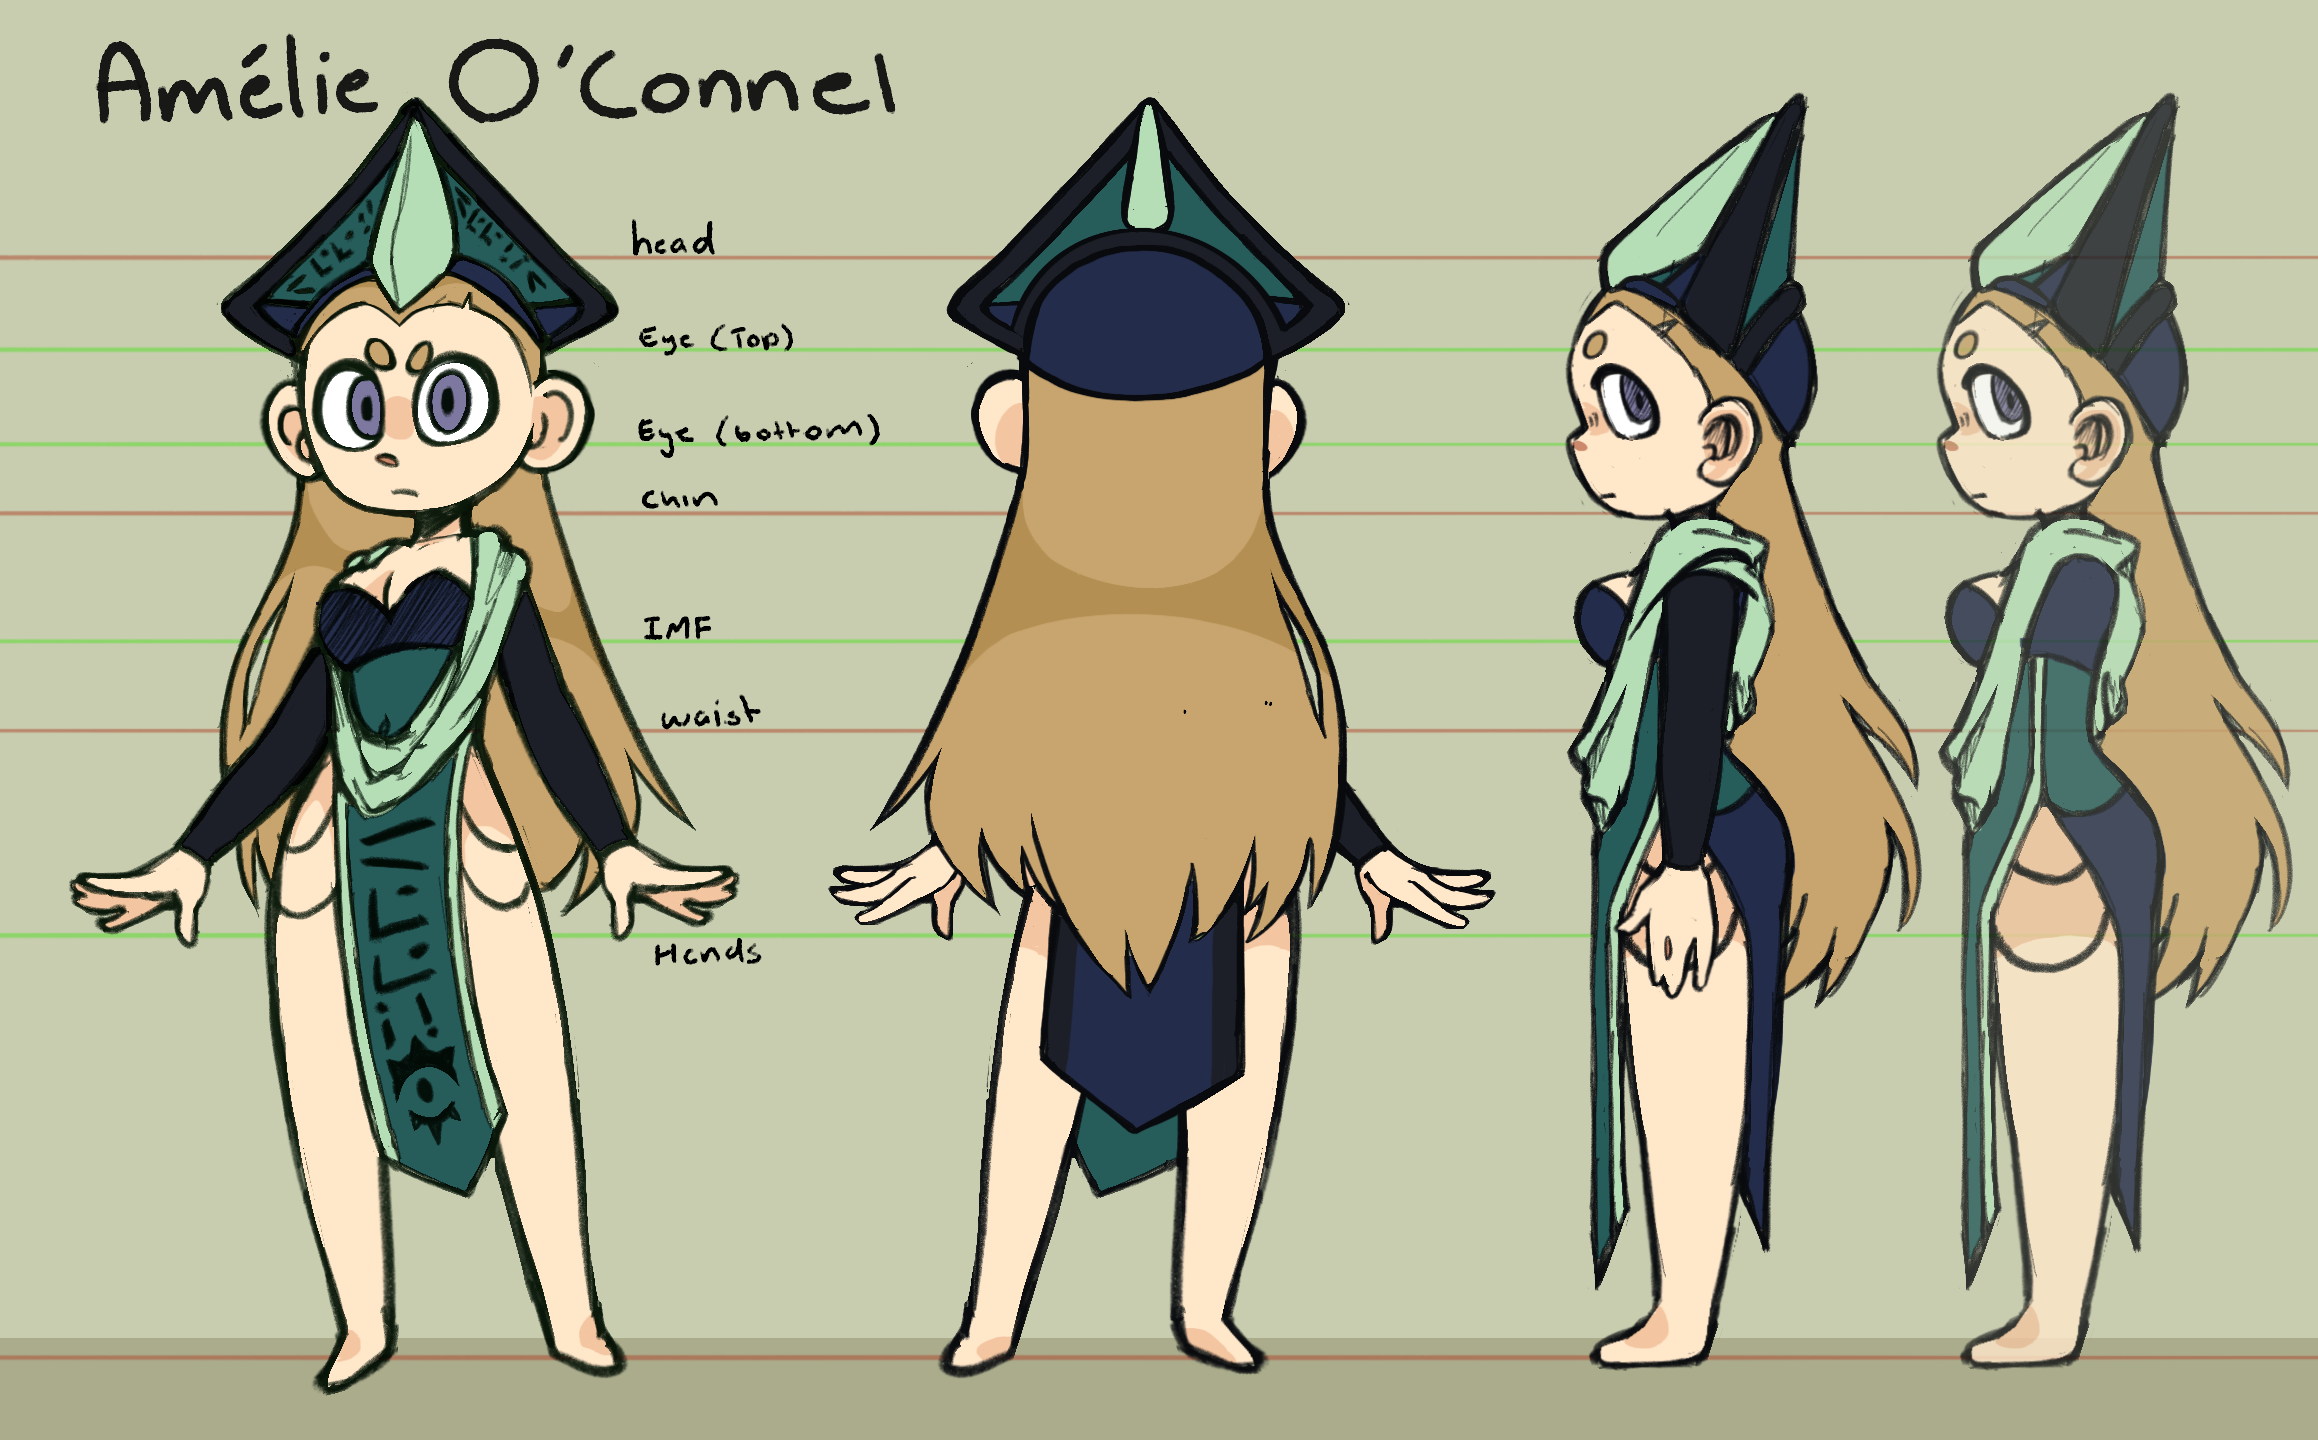 Amélie O'Connel
head
Eye (Top)
Eye (bottom)
chin
IMF
waist
Hands